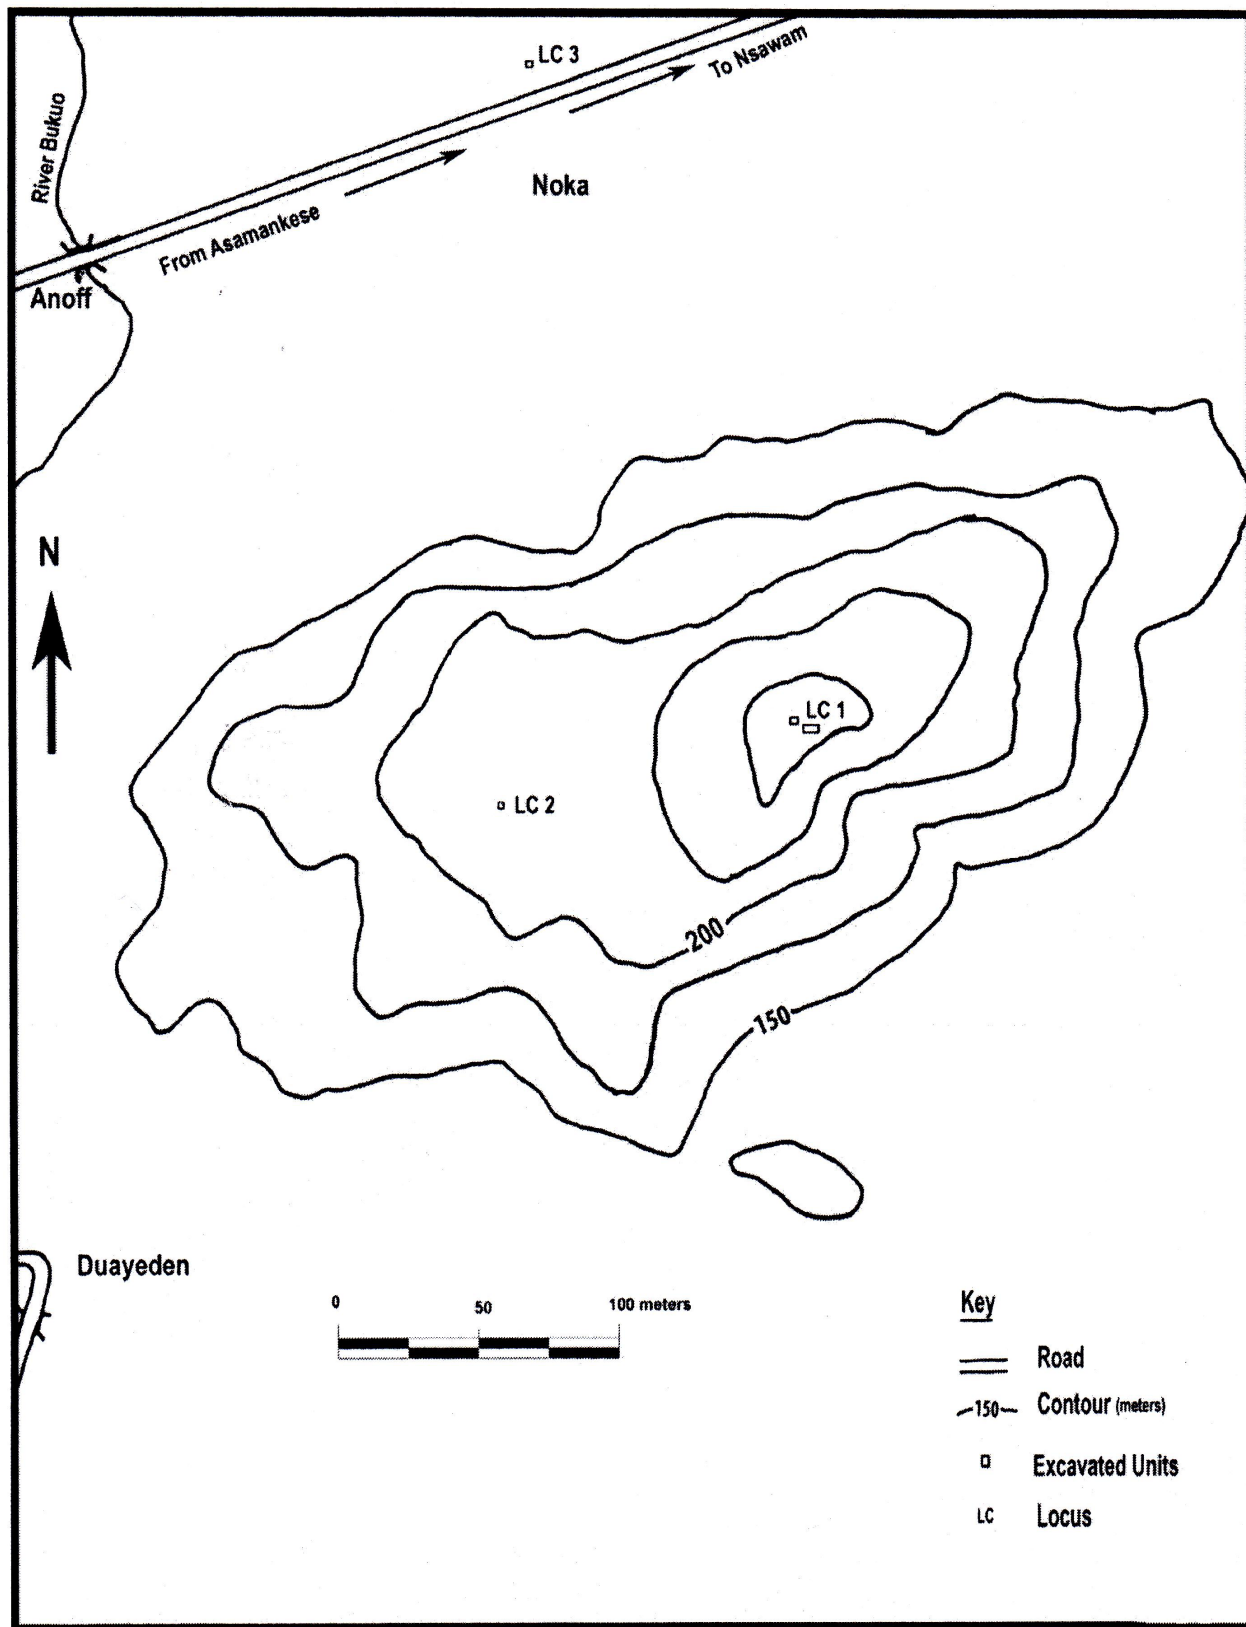 LC 3
To Nsawam
River Bukuo
Noka
From Asamankese
Anoff
N
LC 1
LC 2
200
150
Duayeden
0 50 100 meters
Key
Road
-150- Contour (meters)
Excavated Units
LC Locus